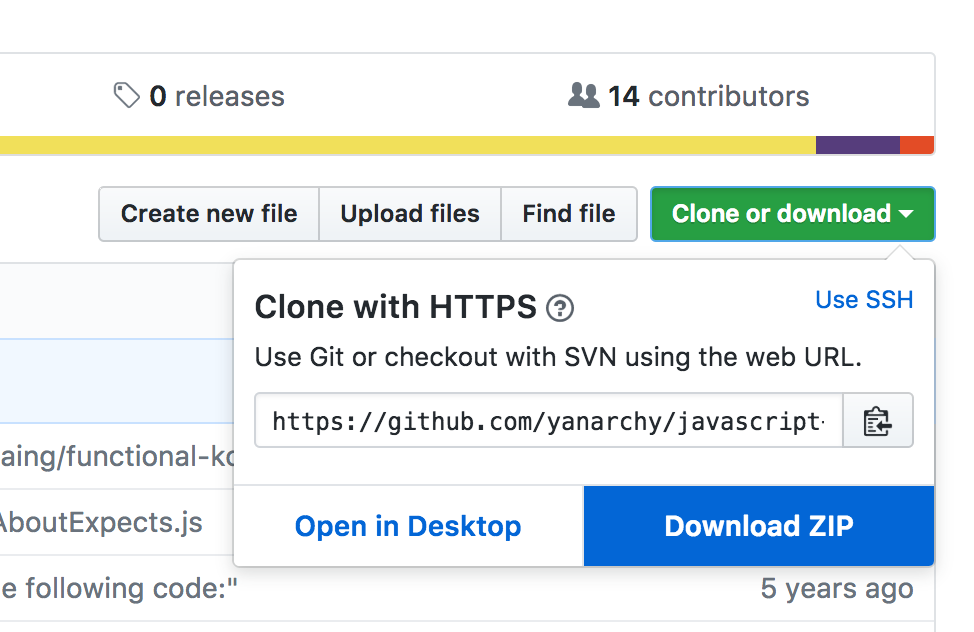 0 releases
14 contributors
Create new file
Upload files
Find file
Clone or download
Clone with HTTPS ?
Use SSH
Use Git or checkout with SVN using the web URL.
https://github.com/yanarchy/javascript-
aing/functional-ko
AboutExpects.js
Open in Desktop
Download ZIP
e following code:"
5 years ago